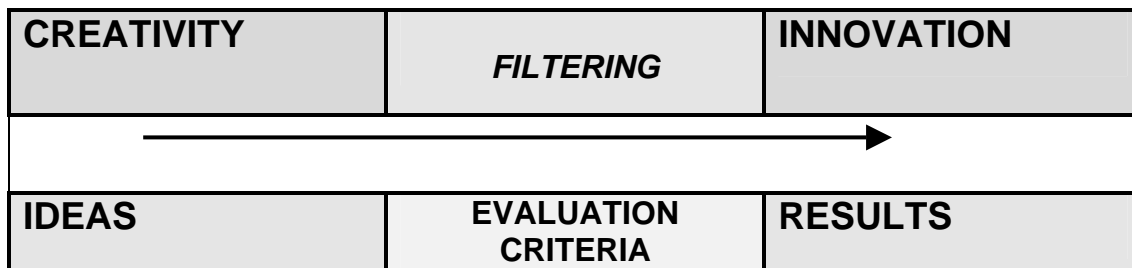 CREATIVITY
FILTERING
INNOVATION
IDEAS
EVALUATION
CRITERIA
RESULTS